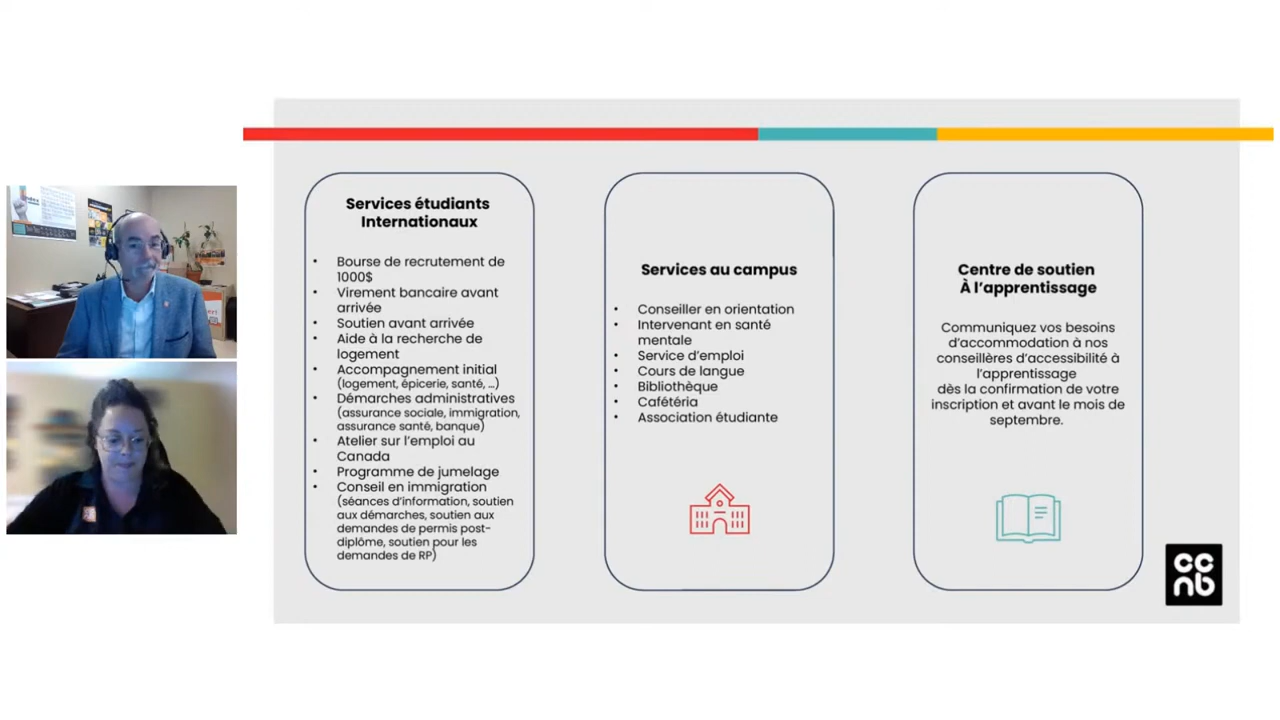 Services étudiants
Internationaux
• Bourse de recrutement de
1000$
• Virement bancaire avant
arrivée
• Soutien avant arrivée
• Aide à la recherche de
logement
• Accompagnement initial
(logement, épicerie, santé, …)
• Démarches administratives
(assurance sociale, immigration,
assurance santé, banque)
• Atelier sur l’emploi au
Canada
• Programme de jumelage
• Conseil en immigration
(séances d’information, soutien
aux démarches, soutien aux
demandes de permis post-
diplôme, soutien pour les
demandes de RP)
Services au campus
• Conseiller en orientation
• Intervenant en santé
mentale
• Service d’emploi
• Cours de langue
• Bibliothèque
• Cafétéria
• Association étudiante
Centre de soutien
À l’apprentissage
Communiquez vos besoins
d’accommodation à nos
conseillères d’accessibilité à
l’apprentissage
dès la confirmation de votre
inscription et avant le mois de
septembre.
cc
nb